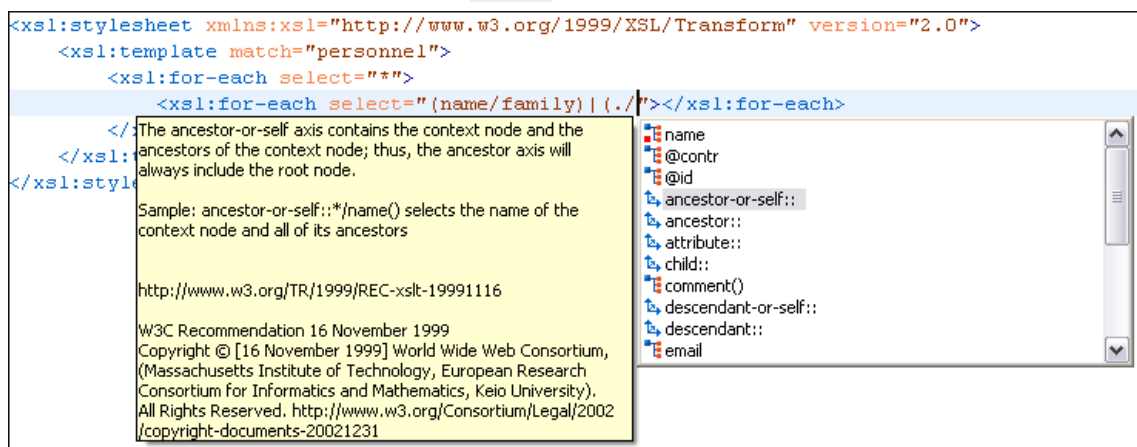 <xsl:stylesheet xmlns:xsl="http://www.w3.org/1999/XSL/Transform" version="2.0">
<xsl:template match="personnel">
<xsl:for-each select="*">
<xsl:for-each select="(name/family)|(./"></xsl:for-each>
</
</xsl:t
</xsl:style
The ancestor-or-self axis contains the context node and the
ancestors of the context node; thus, the ancestor axis will
always include the root node.
Sample: ancestor-or-self::*/name() selects the name of the
context node and all of its ancestors
http://www.w3.org/TR/1999/REC-xslt-19991116
W3C Recommendation 16 November 1999
Copyright © [16 November 1999] World Wide Web Consortium,
(Massachusetts Institute of Technology, European Research
Consortium for Informatics and Mathematics, Keio University).
All Rights Reserved. http://www.w3.org/Consortium/Legal/2002
/copyright-documents-20021231
name
@contr
@id
ancestor-or-self::
ancestor::
attribute::
child::
comment()
descendant-or-self::
descendant::
email